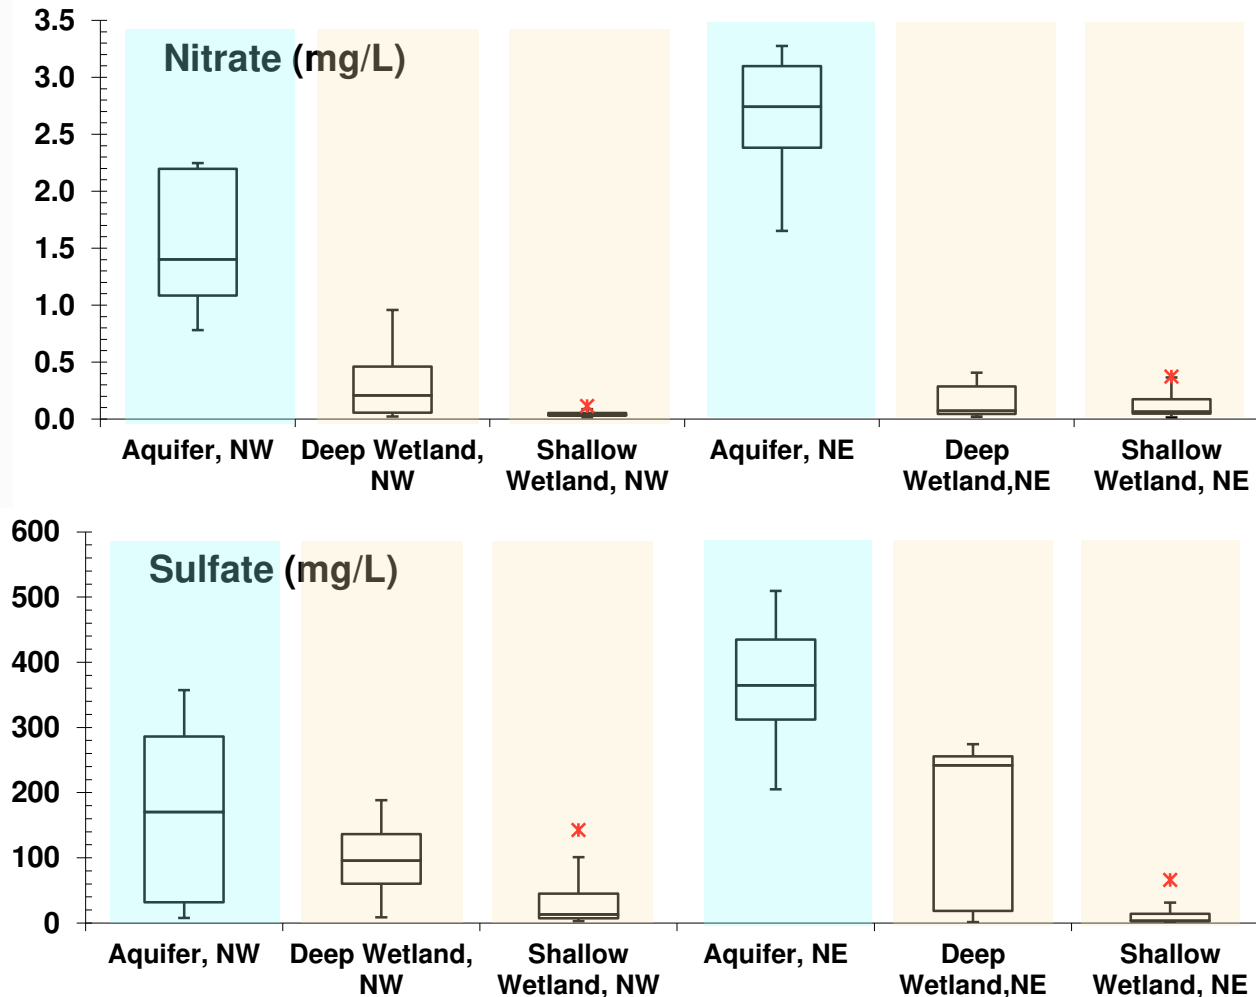 Nitrate (mg/L)
3.5
3.0
2.5
2.0
1.5
1.0
0.5
0.0
Aquifer, NW
Deep Wetland,
NW
Shallow
Wetland, NW
Aquifer, NE
Deep
Wetland,NE
Shallow
Wetland, NE
Sulfate (mg/L)
600
500
400
300
200
100
0
Aquifer, NW
Deep Wetland,
NW
Shallow
Wetland, NW
Aquifer, NE
Deep
Wetland,NE
Shallow
Wetland, NE